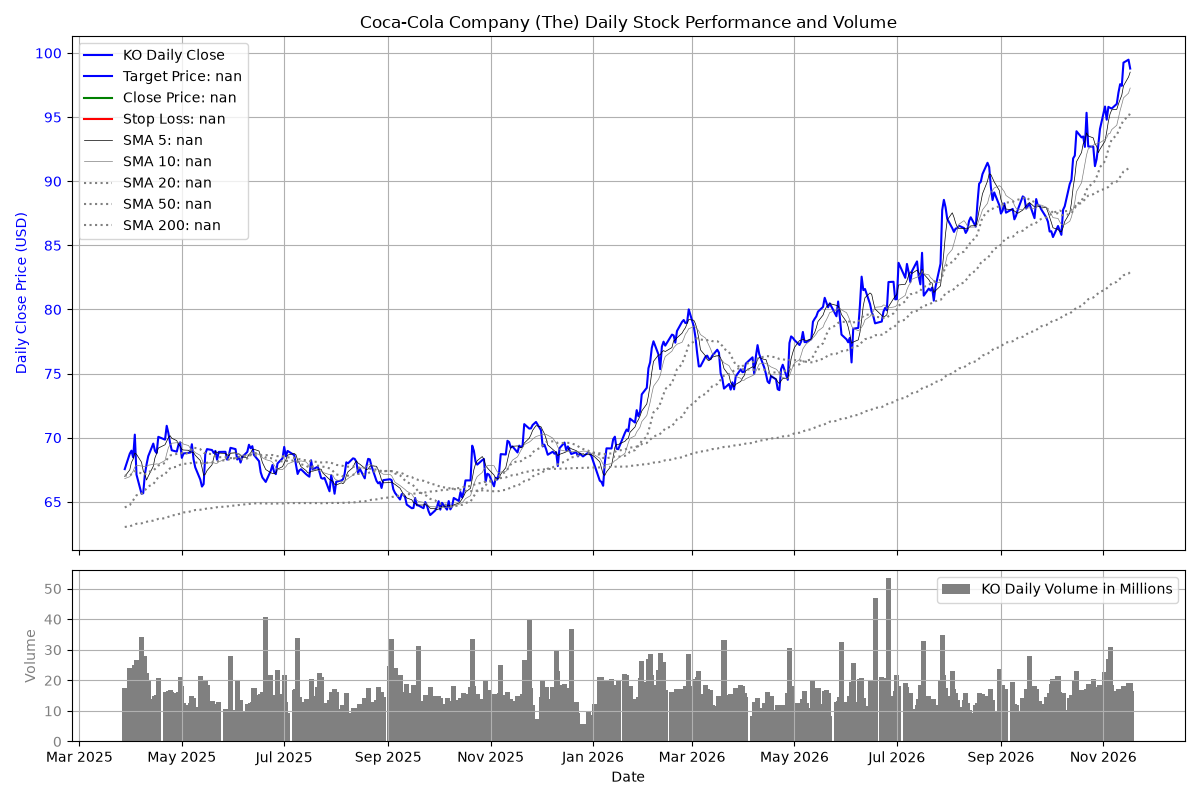 Coca-Cola Company (The) Daily Stock Performance and Volume
KO Daily Close
Target Price: nan
Close Price: nan
Stop Loss: nan
SMA 5: nan
SMA 10: nan
SMA 20: nan
SMA 50: nan
SMA 200: nan
Daily Close Price (USD)
100
95
90
85
80
75
70
65
KO Daily Volume in Millions
Volume
50
40
30
20
10
0
Mar 2025 May 2025 Jul 2025 Sep 2025 Nov 2025 Jan 2026 Mar 2026 May 2026 Jul 2026 Sep 2026 Nov 2026
Date